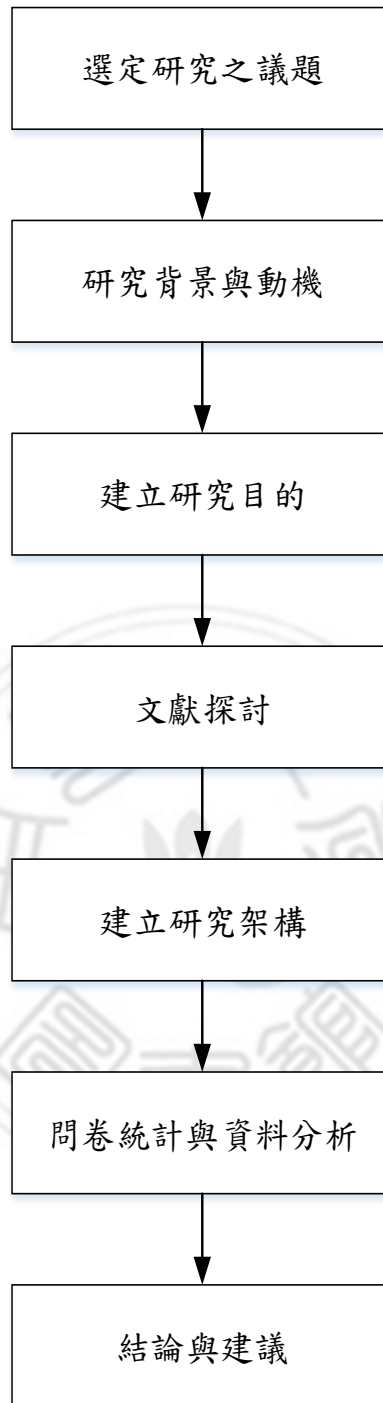 選定研究之議題
研究背景與動機
建立研究目的
文獻探討
建立研究架構
問卷統計與資料分析
結論與建議